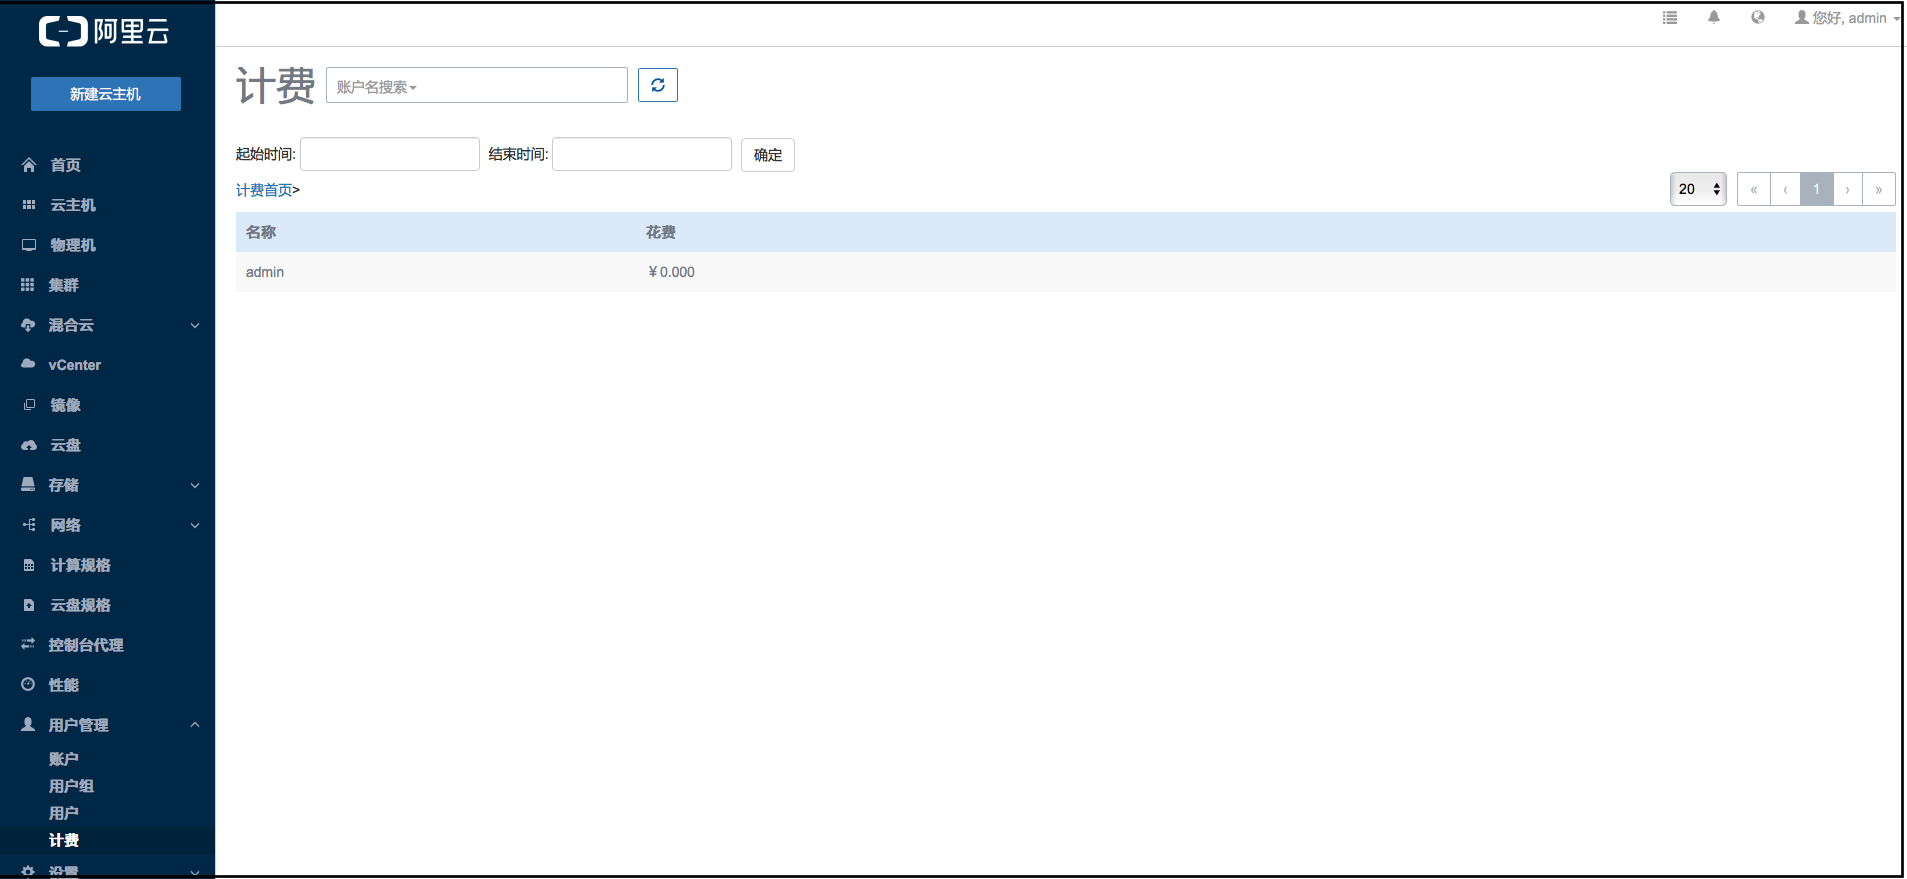 阿里云
新建云主机
首页
云主机
物理机
集群
混合云
vCenter
镜像
云盘
存储
网络
计算规格
云盘规格
控制台代理
性能
用户管理
账户
用户组
用户
计费
设置
您好, admin
计费 账户名搜索
起始时间: 结束时间: 确定
计费首页>
20 « ‹ 1 › »
名称 花费
admin ¥0.000